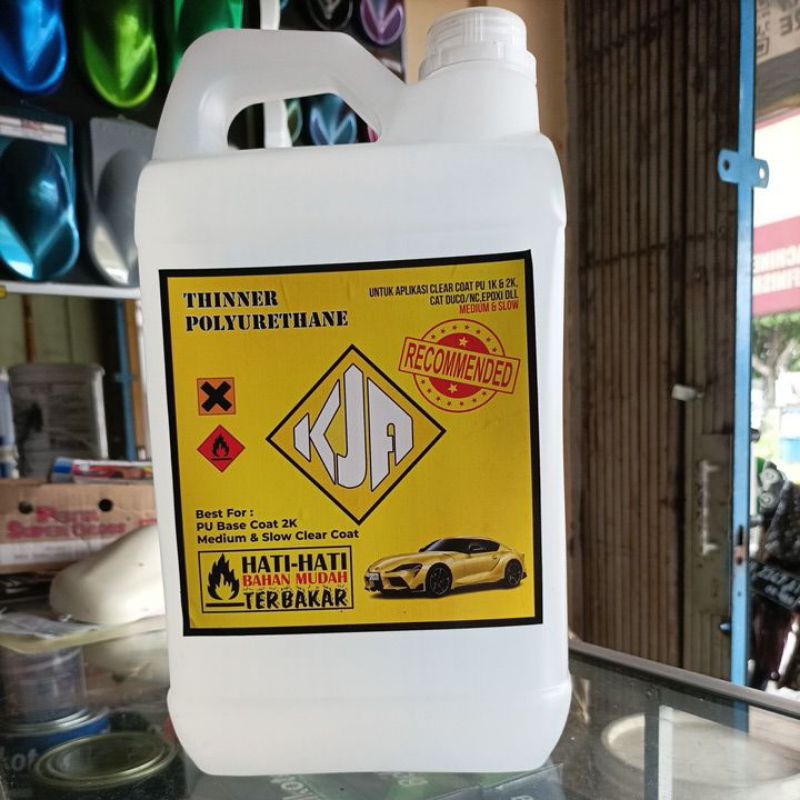 THINNER
POLYURETHANE
UNTUK APLIKASI CLEAR COAT PU 1K & 2K,
CAT DUCO/NC.EPOXI DLL
MEDIUM & SLOW
RECOMMENDED
KJA
Best For :
PU Base Coat 2K
Medium & Slow Clear Coat
HATI-HATI
BAHAN MUDAH
TERBAKAR